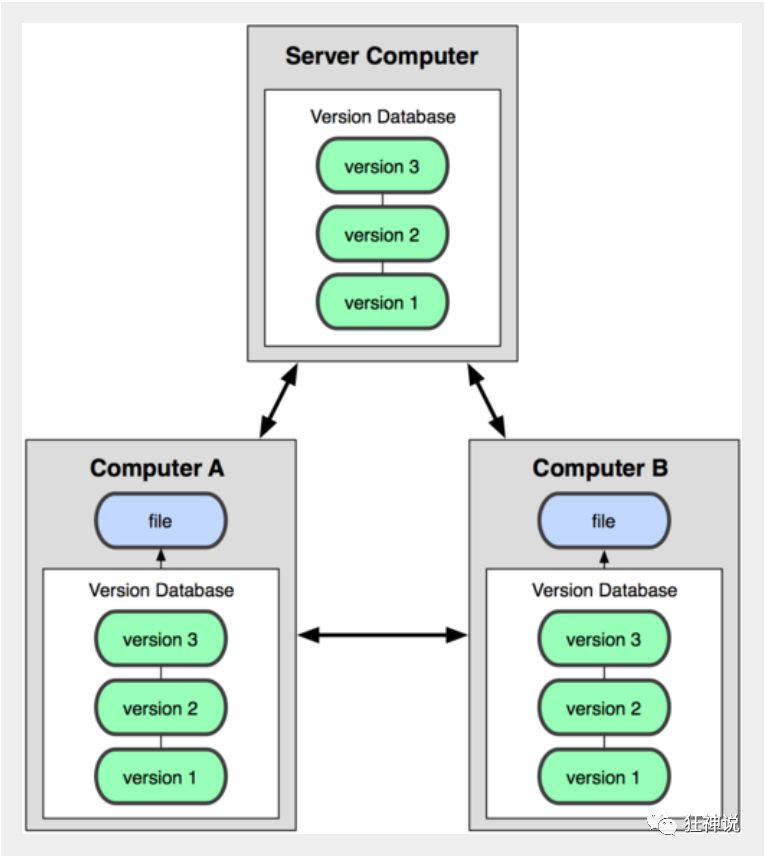 Server Computer
Version Database
version 3
version 2
version 1
Computer A
file
Version Database
version 3
version 2
version 1
Computer B
file
Version Database
version 3
version 2
version 1
狂神说